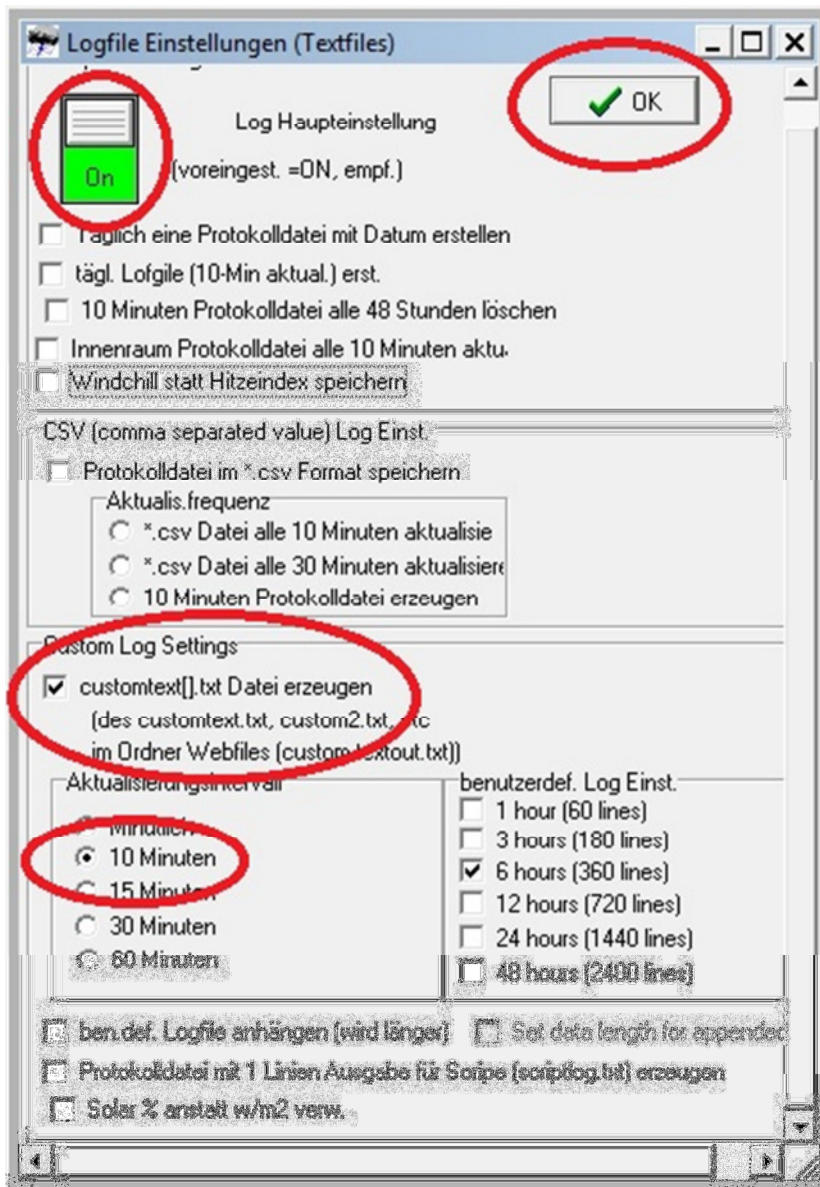 Logfile Einstellungen (Textfiles)
OK
Log Haupteinstellung
On
(voreingest. =ON, empf.)
Täglich eine Protokolldatei mit Datum erstellen
tägl. Lofgile (10-Min aktual.) erst.
10 Minuten Protokolldatei alle 48 Stunden löschen
Innenraum Protokolldatei alle 10 Minuten aktu
Windchill statt Hitzeindex speichern
CSV (comma separated value) Log Einst.
Protokolldatei im *.csv Format speichern
Aktualis.frequenz
*.csv Datei alle 10 Minuten aktualisie
*.csv Datei alle 30 Minuten aktualisiere
10 Minuten Protokolldatei erzeugen
Custom Log Settings
customtext[].txt Datei erzeugen
(des customtext.txt, custom2.txt, etc
im Ordner Webfiles (custom textout.txt))
Aktualisierungsintervall
Minütlich
10 Minuten
15 Minuten
30 Minuten
60 Minuten
benutzerdef. Log Einst.
1 hour (60 lines)
3 hours (180 lines)
6 hours (360 lines)
12 hours (720 lines)
24 hours (1440 lines)
48 hours (2400 lines)
ben.def. Logfile anhängen (wird länger)
Set data length for appended
Protokolldatei mit 1 Linien Ausgabe für Scripe (scriptlog.txt) erzeugen
Solar % anstatt w/m2 verw.